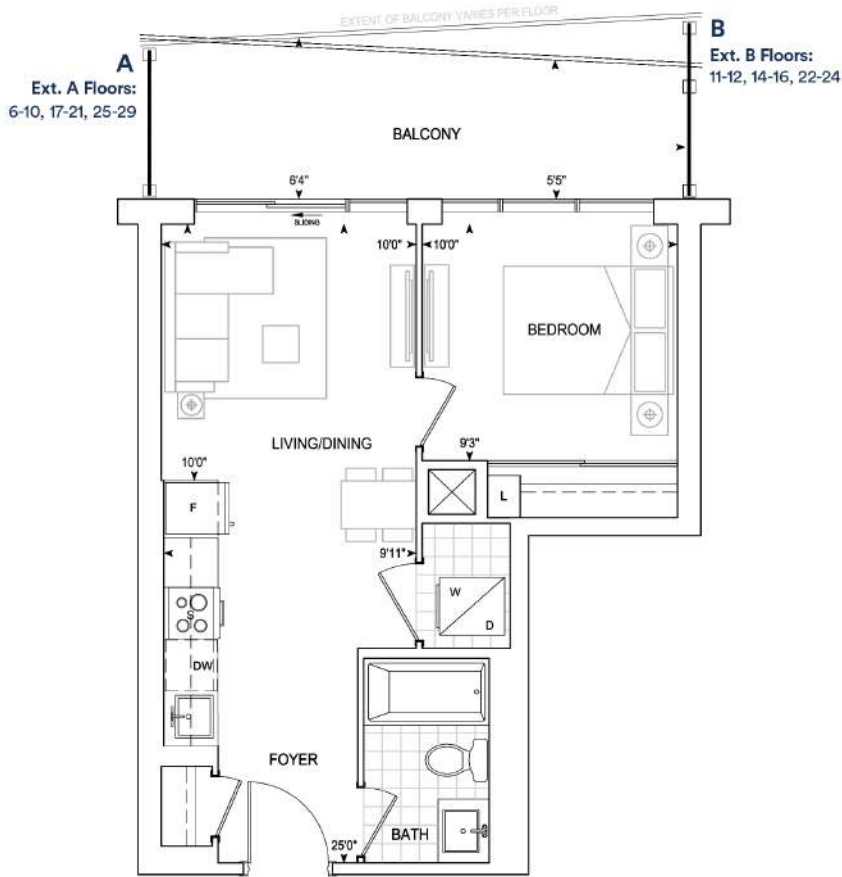 EXTENT OF BALCONY VARIES PER FLOOR
A
Ext. A Floors:
6-10, 17-21, 25-29
B
Ext. B Floors:
11-12, 14-16, 22-24
BALCONY
6'4"
5'5"
SLIDING
10'0"
10'0"
BEDROOM
LIVING/DINING
9'3"
10'0"
F
L
9'11"
W
D
S
DW
FOYER
BATH
25'0"